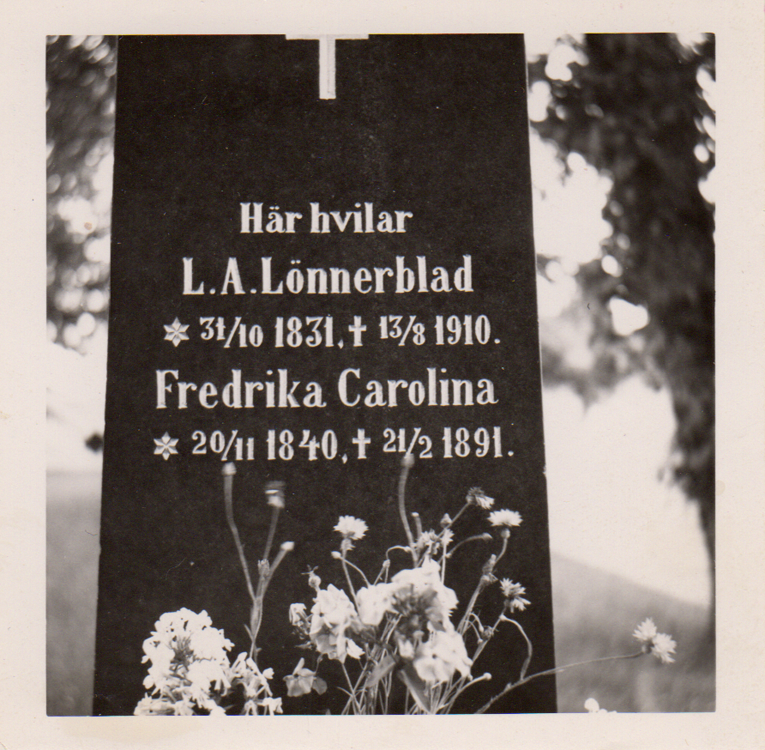 Här hvilar
L. A. Lönnerblad
* 31/10 1831, † 13/8 1910.
Fredrika Carolina
* 20/11 1840, † 21/2 1891.